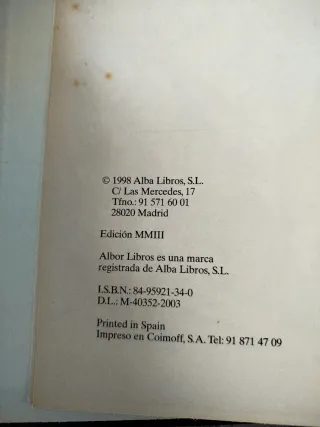 © 1998 Alba Libros, S.L.
C/ Las Mercedes, 17
Tfno.: 91 571 60 01
28020 Madrid
Edición MMIII
Albor Libros es una marca
registrada de Alba Libros, S.L.
I.S.B.N.: 84-95921-34-0
D.L.: M-40352-2003
Printed in Spain
Impreso en Coimoff, S.A. Tel: 91 871 47 09